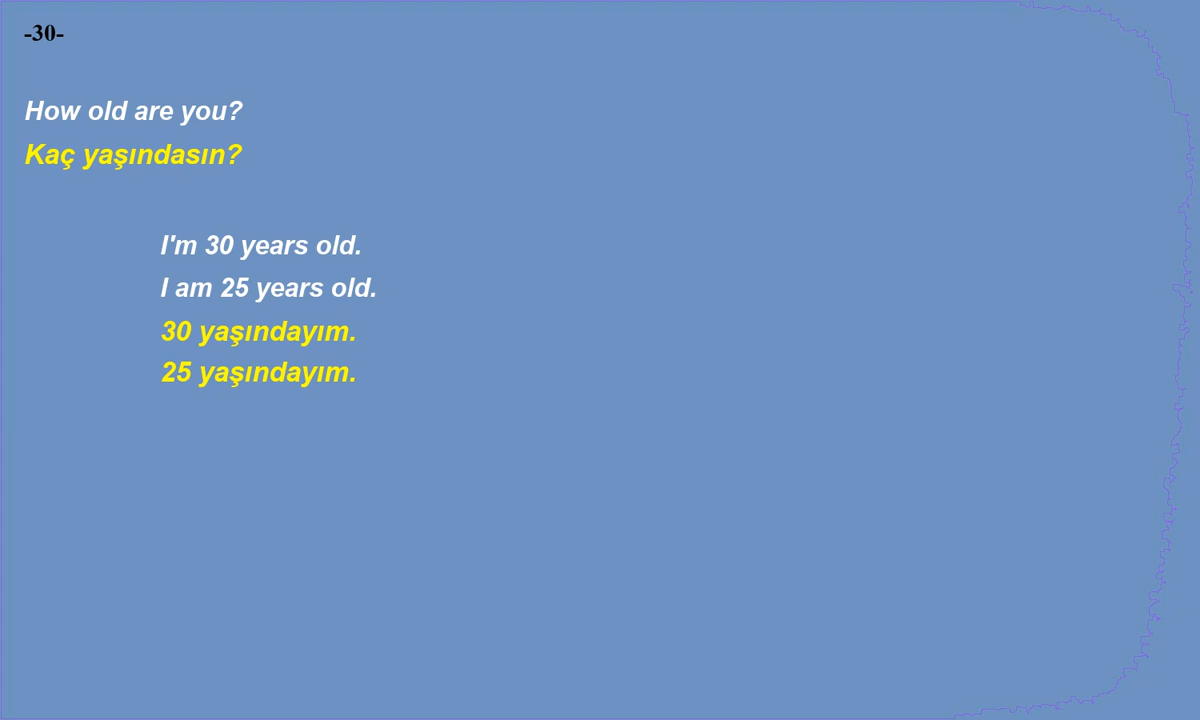 -30-
How old are you?
Kaç yaşındasın?
I'm 30 years old.
I am 25 years old.
30 yaşındayım.
25 yaşındayım.